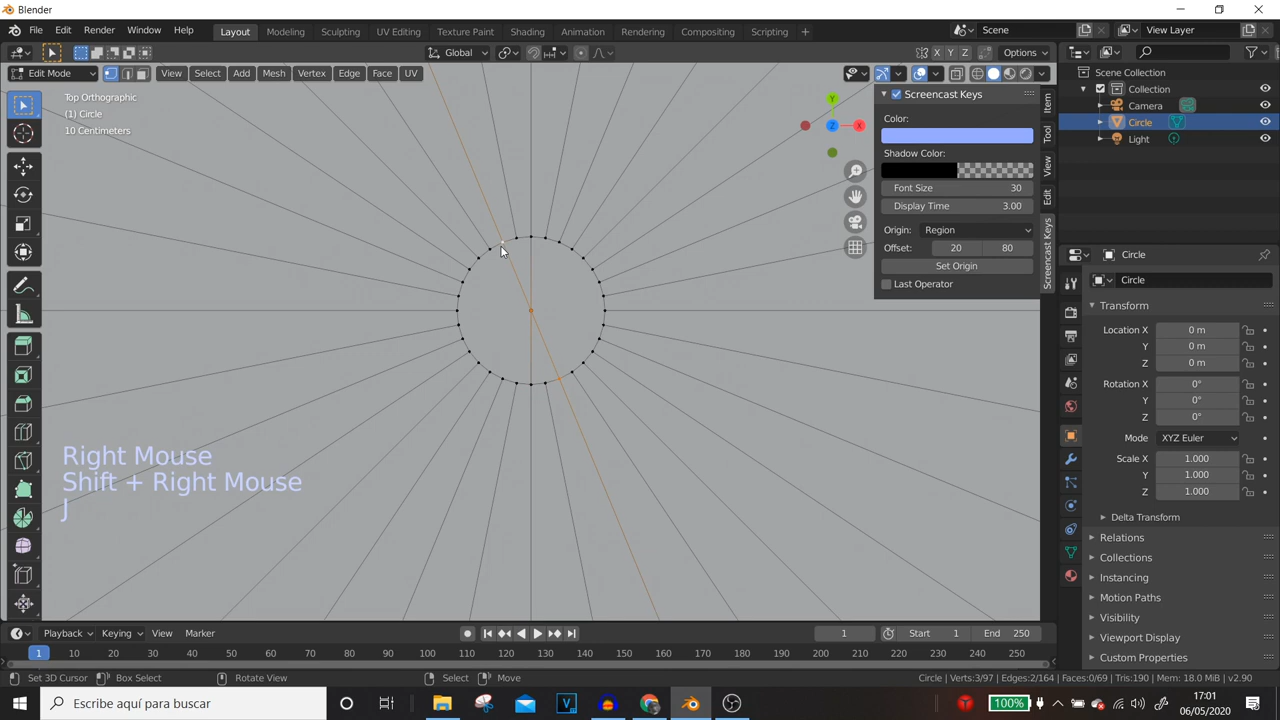 Blender
File Edit Render Window Help Layout Modeling Sculpting UV Editing Texture Paint Shading Animation Rendering Compositing Scripting + Scene View Layer
Global X Y Z Options
Edit Mode View Select Add Mesh Vertex Edge Face UV
Scene Collection
Collection
Camera
Circle
Light
Top Orthographic
(1) Circle
10 Centimeters
Y
Z X
Screencast Keys
Color:
Shadow Color:
Font Size 30
Display Time 3.00
Origin: Region
Offset: 20 80
Set Origin
Last Operator
Item
Tool
View
Edit
Screencast Keys
Circle
Circle
Transform
Location X 0 m
Y 0 m
Z 0 m
Rotation X 0°
Y 0°
Z 0°
Mode XYZ Euler
Scale X 1.000
Y 1.000
Z 1.000
Delta Transform
Relations
Collections
Instancing
Motion Paths
Visibility
Viewport Display
Custom Properties
Right Mouse
Shift + Right Mouse
J
Playback Keying View Marker 1 Start 1 End 250
1 10 20 30 40 50 60 70 80 90 100 110 120 130 140 150 160 170 180 190 200 210 220 230 240 250
Set 3D Cursor Box Select Rotate View Select Move Circle | Verts:3/97 | Edges:2/164 | Faces:0/69 | Tris:190 | Mem: 18.0 MiB | v2.90
Escribe aquí para buscar 100% 17:01
06/05/2020